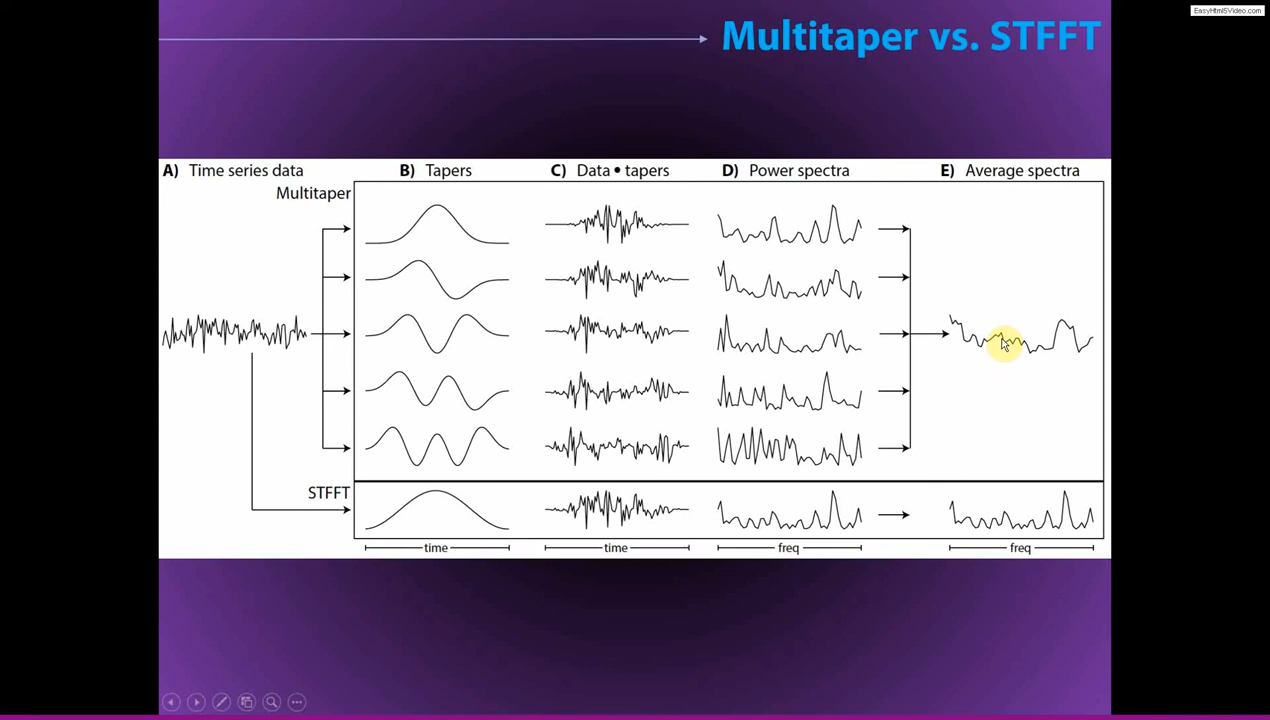 EasyHtml5Video.com
Multitaper vs. STFFT
A) Time series data
B) Tapers
C) Data • tapers
D) Power spectra
E) Average spectra
Multitaper
STFFT
time
time
freq
freq